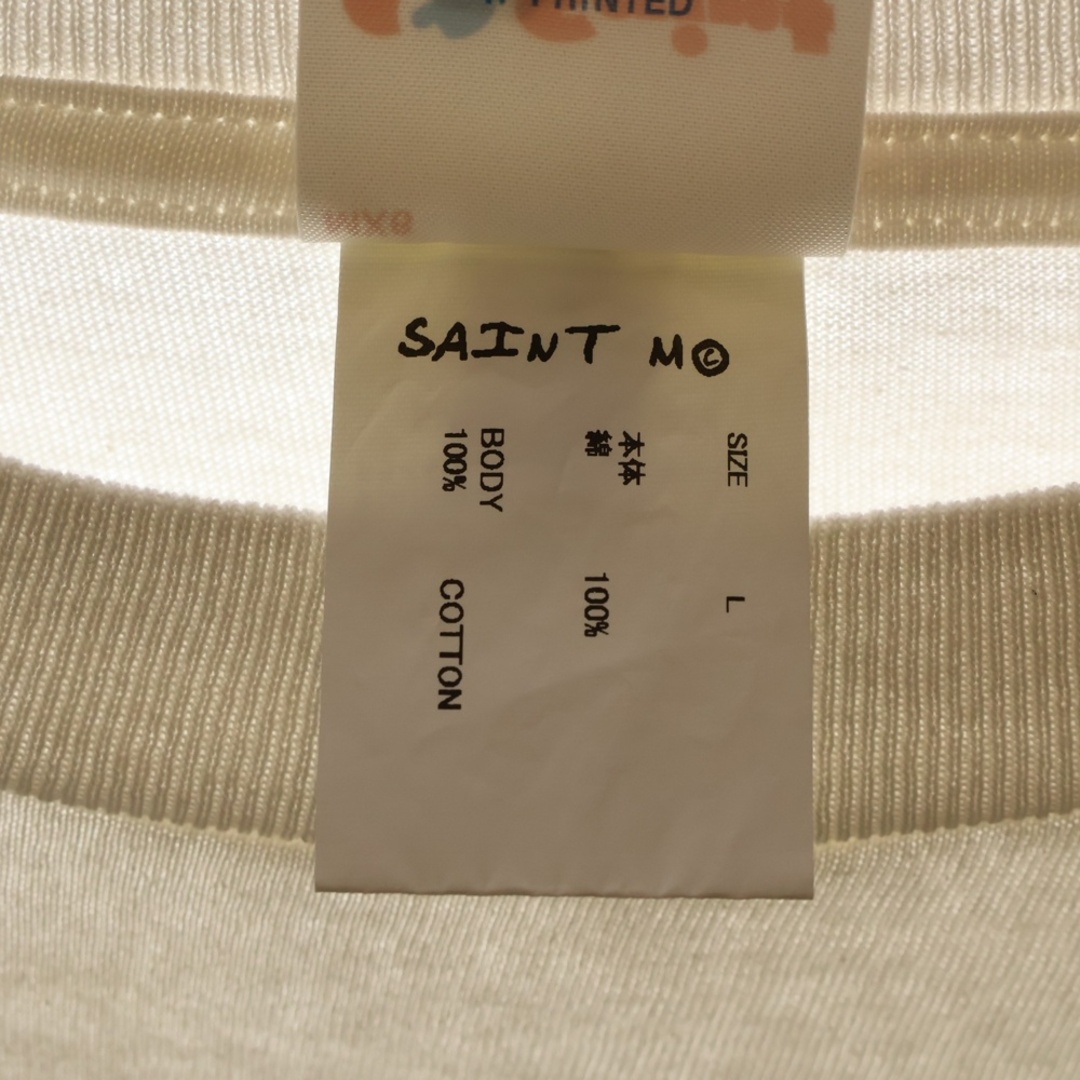 PRINTED
SAINT M©
SIZE L
本体
綿 100%
BODY
100% COTTON